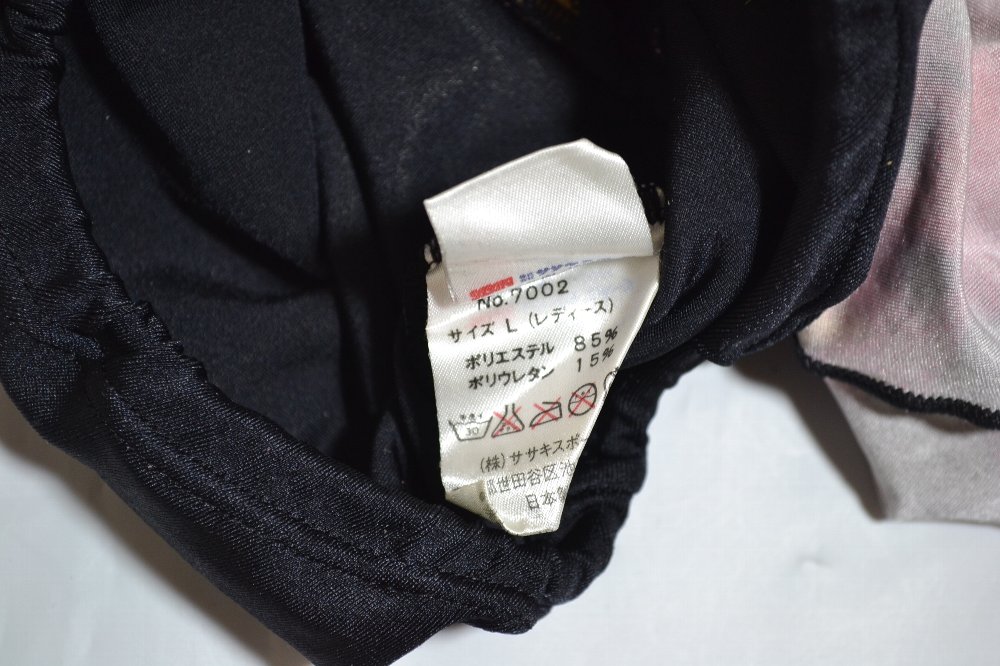 No.7002
サイズ L (レディース)
ポリエステル 85%
ポリウレタン 15%
30
(株) ササキスポ
世田谷区
日本